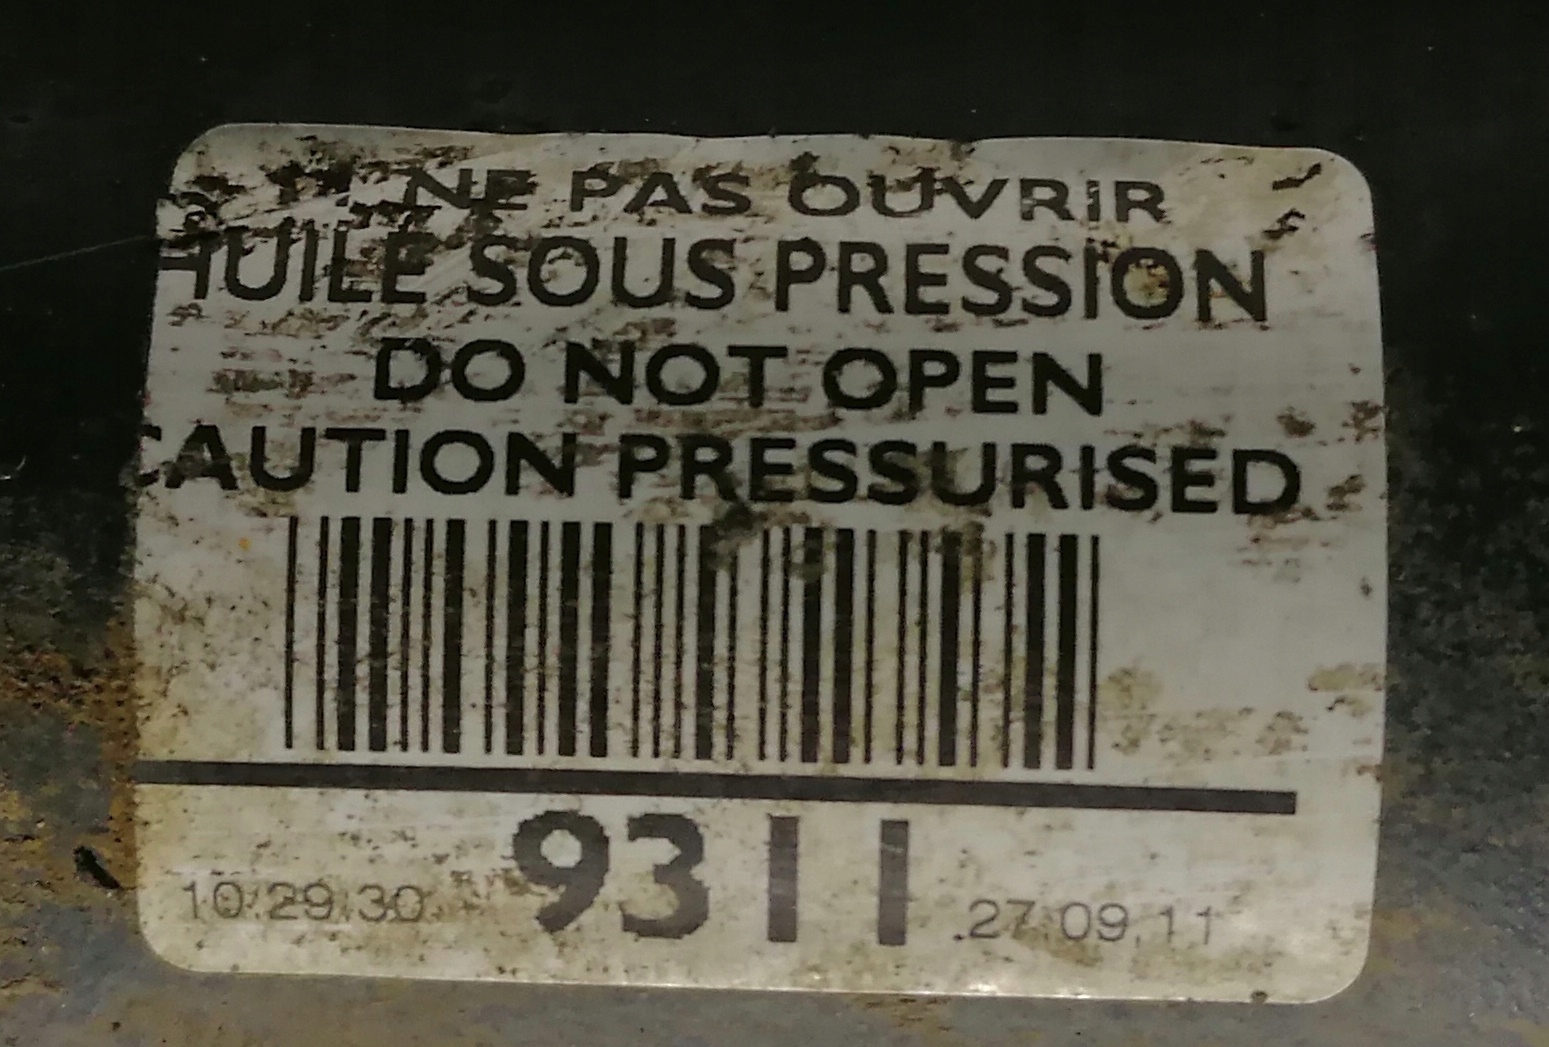 NE PAS OUVRIR
HUILE SOUS PRESSION
DO NOT OPEN
CAUTION PRESSURISED
10:29:30 9311 27.09.11